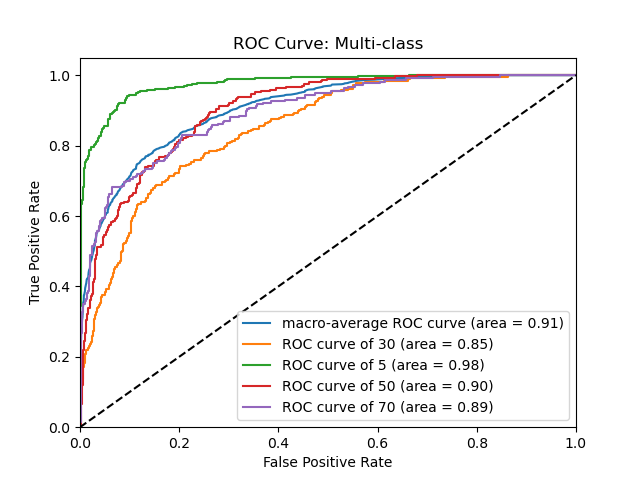 ROC Curve: Multi-class
True Positive Rate
1.0
0.8
0.6
0.4
0.2
0.0
macro-average ROC curve (area = 0.91)
ROC curve of 30 (area = 0.85)
ROC curve of 5 (area = 0.98)
ROC curve of 50 (area = 0.90)
ROC curve of 70 (area = 0.89)
0.0 0.2 0.4 0.6 0.8 1.0
False Positive Rate